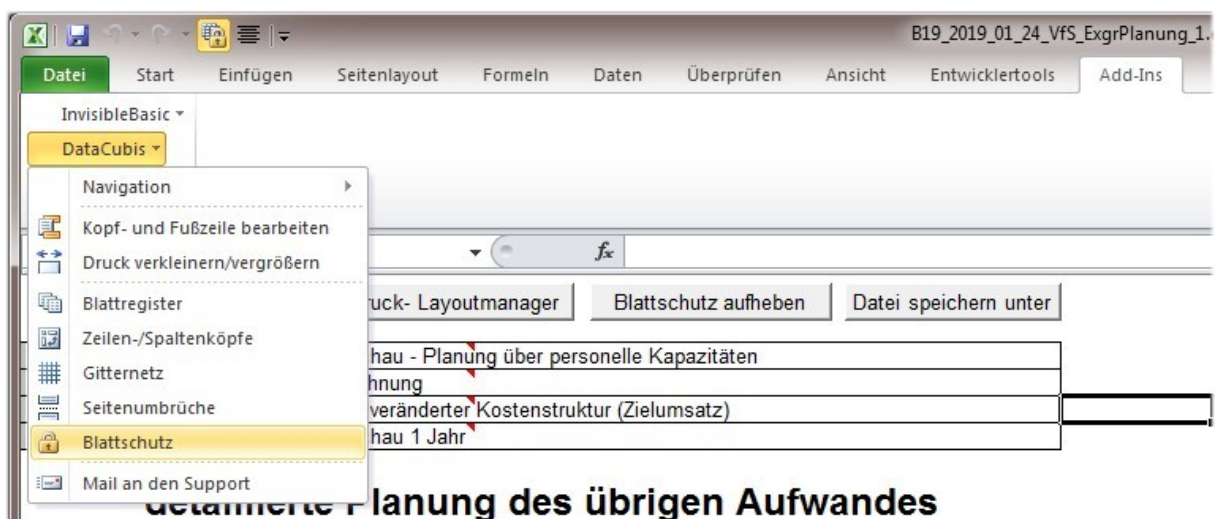 B19_2019_01_24_VfS_ExgrPlanung_1.
Datei Start Einfügen Seitenlayout Formeln Daten Überprüfen Ansicht Entwicklertools Add-Ins
InvisibleBasic
DataCubis
Navigation
Kopf- und Fußzeile bearbeiten
fx
Druck verkleinern/vergrößern
Blattregister
ruck- Layoutmanager Blattschutz aufheben Datei speichern unter
Zeilen-/Spaltenköpfe
hau - Planung über personelle Kapazitäten
Gitternetz
hnung
Seitenumbrüche
veränderter Kostenstruktur (Zielumsatz)
Blattschutz
hau 1 Jahr
Mail an den Support
detaillierte Planung des übrigen Aufwandes